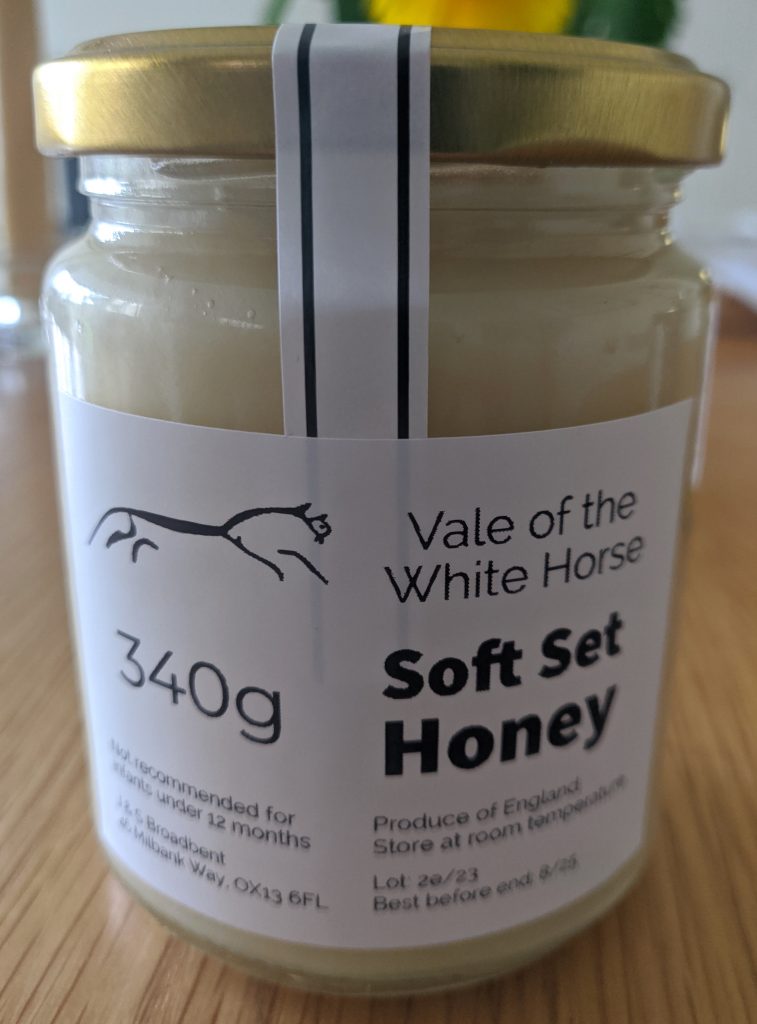 340g
Not recommended for
infants under 12 months
J & S Broadbent
46 Milbank Way, OX13 6FL
Vale of the
White Horse
Soft Set
Honey
Produce of England.
Store at room temperature
Lot: 2e/23
Best before end: 8/25